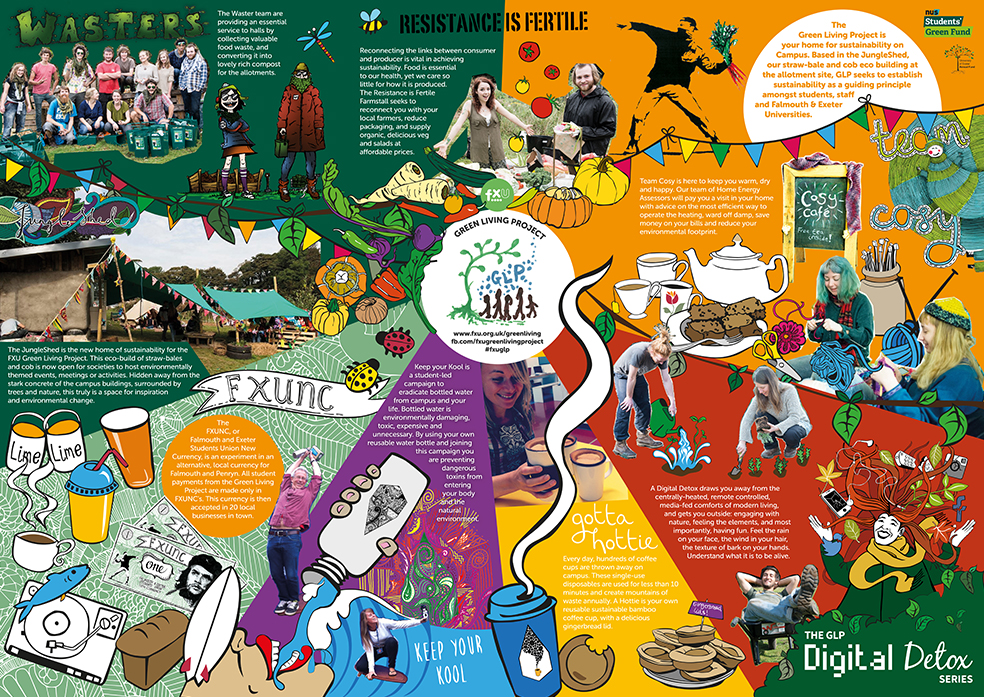 WASTERS
The Waster team are
providing an essential
service to halls by
collecting valuable
food waste, and
converting it into
lovely rich compost
for the allotments.
RESISTANCE IS FERTILE
Reconnecting the links between consumer
and producer is vital in achieving
sustainability. Food is essential
to our health, yet we care so
little for how it is produced.
The Resistance is Fertile
Farmstall seeks to
reconnect you with your
local farmers, reduce
packaging, and supply
organic, delicious veg
and salads at
affordable prices.
The
Green Living Project is
your home for sustainability on
Campus. Based in the JungleShed,
our straw-bale and cob eco building at
the allotment site, GLP seeks to establish
sustainability as a guiding principle
amongst students, staff
and Falmouth & Exeter
Universities.
nus
Students'
Green Fund
team
cosy
Team Cosy is here to keep you warm, dry
and happy. Our team of Home Energy
Assessors will pay you a visit in your home
with advice on the most efficient way to
operate the heating, ward off damp, save
money on your bills and reduce your
environmental footprint.
Cosy
Café
Free tea
inside!
fxu
JungleShed
GREEN LIVING PROJECT
GLP
www.fxu.org.uk/greenliving
fb.com/fxugreenlivingproject
#fxuglp
The JungleShed is the new home of sustainability for the
FXU Green Living Project. This eco-build of straw-bales
and cob is now open for societies to host environmentally
themed events, meetings or activities. Hidden away from the
stark concrete of the campus buildings, surrounded by
trees and nature, this truly is a space for inspiration
and environmental change.
FXUNC
The
FXUNC, or
Falmouth and Exeter
Students Union New
Currency, is an experiment in an
alternative, local currency for
Falmouth and Penryn. All student
payments from the Green Living
Project are made only in
FXUNC's. This currency is then
accepted in 20 local
businesses in town.
Lime
Lime
FXUNC
one
Keep your Kool is
a student-led
campaign to
eradicate bottled water
from campus and your
life. Bottled water is
environmentally damaging,
toxic, expensive and
unnecessary. By using your own
reusable water bottle and joining
this campaign you
are preventing
dangerous
toxins from
entering
your body
and the
natural
environment.
KEEP YOUR
KOOL
gotta
hottie
Every day, hundreds of coffee
cups are thrown away on
campus. These single-use
disposables are used for less than 10
minutes and create mountains of
waste annually. A Hottie is your own
reusable sustainable bamboo
coffee cup, with a delicious
gingerbread lid.
A Digital Detox draws you away from the
centrally-heated, remote controlled,
media-fed comforts of modern living,
and gets you outside: engaging with
nature, feeling the elements, and most
importantly, having fun. Feel the rain
on your face, the wind in your hair,
the texture of bark on your hands.
Understand what it is to be alive.
THE GLP
Digital Detox
SERIES